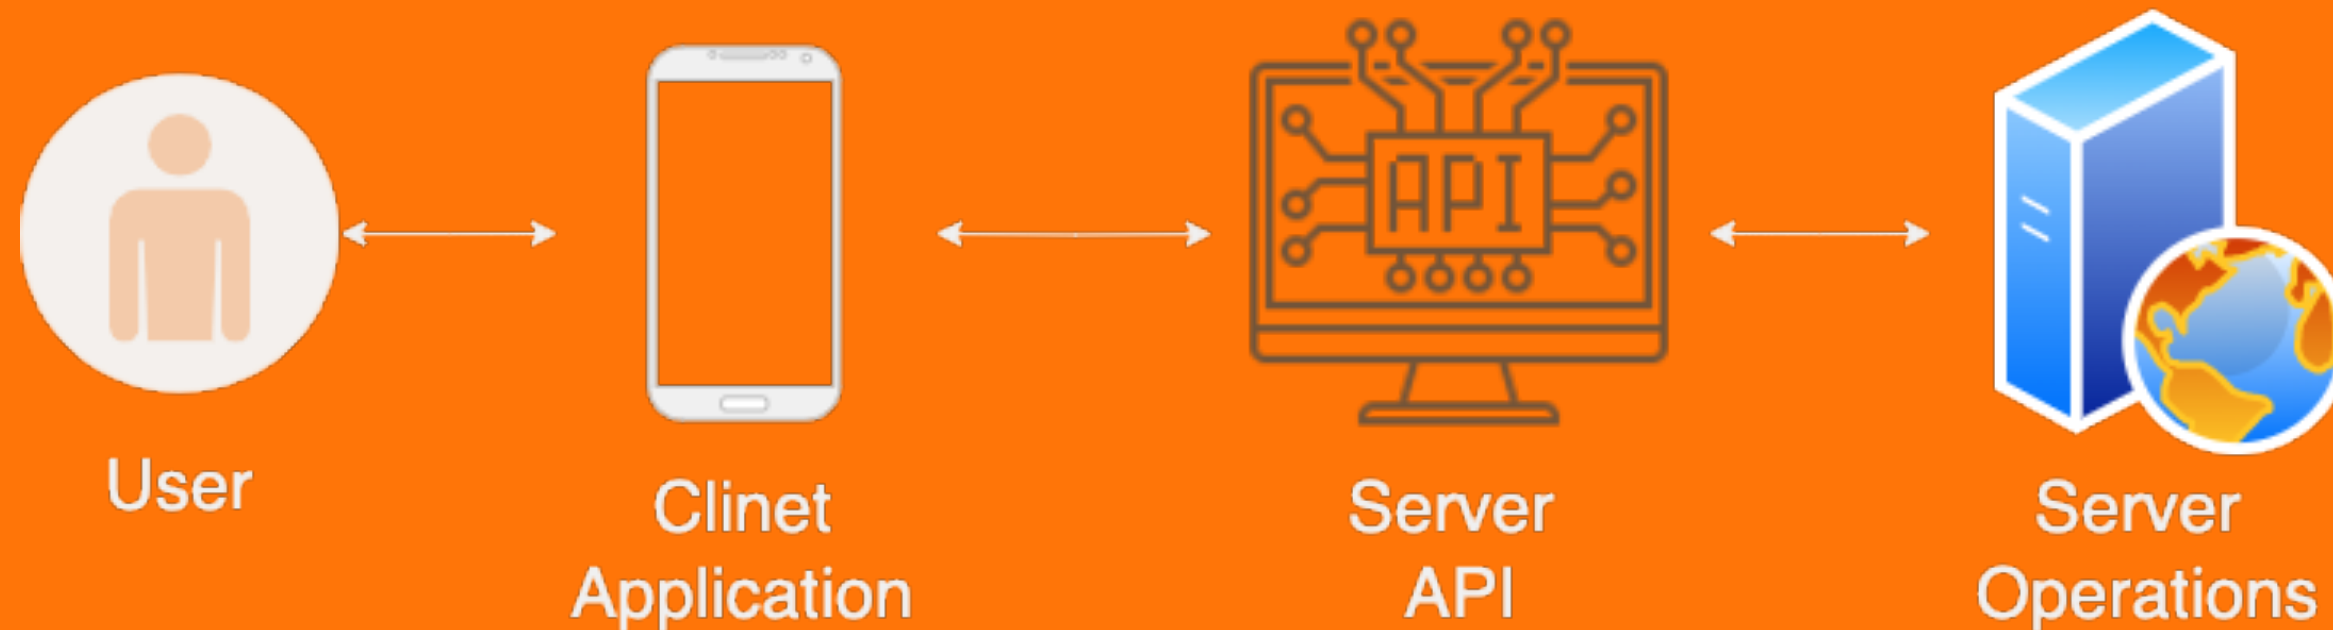 API
User
Clinet
Application
Server
API
Server
Operations